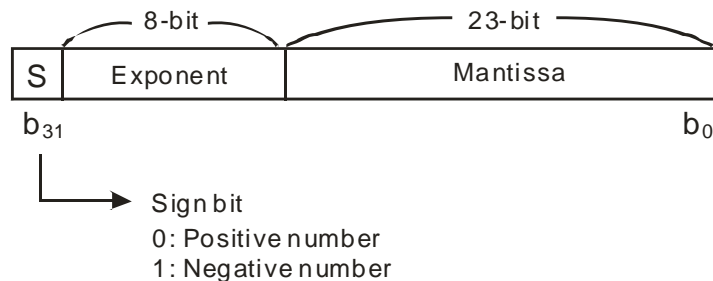 8-bit 23-bit
S Exponent Mantissa
b31 b0
Sign bit
0: Positive number
1: Negative number